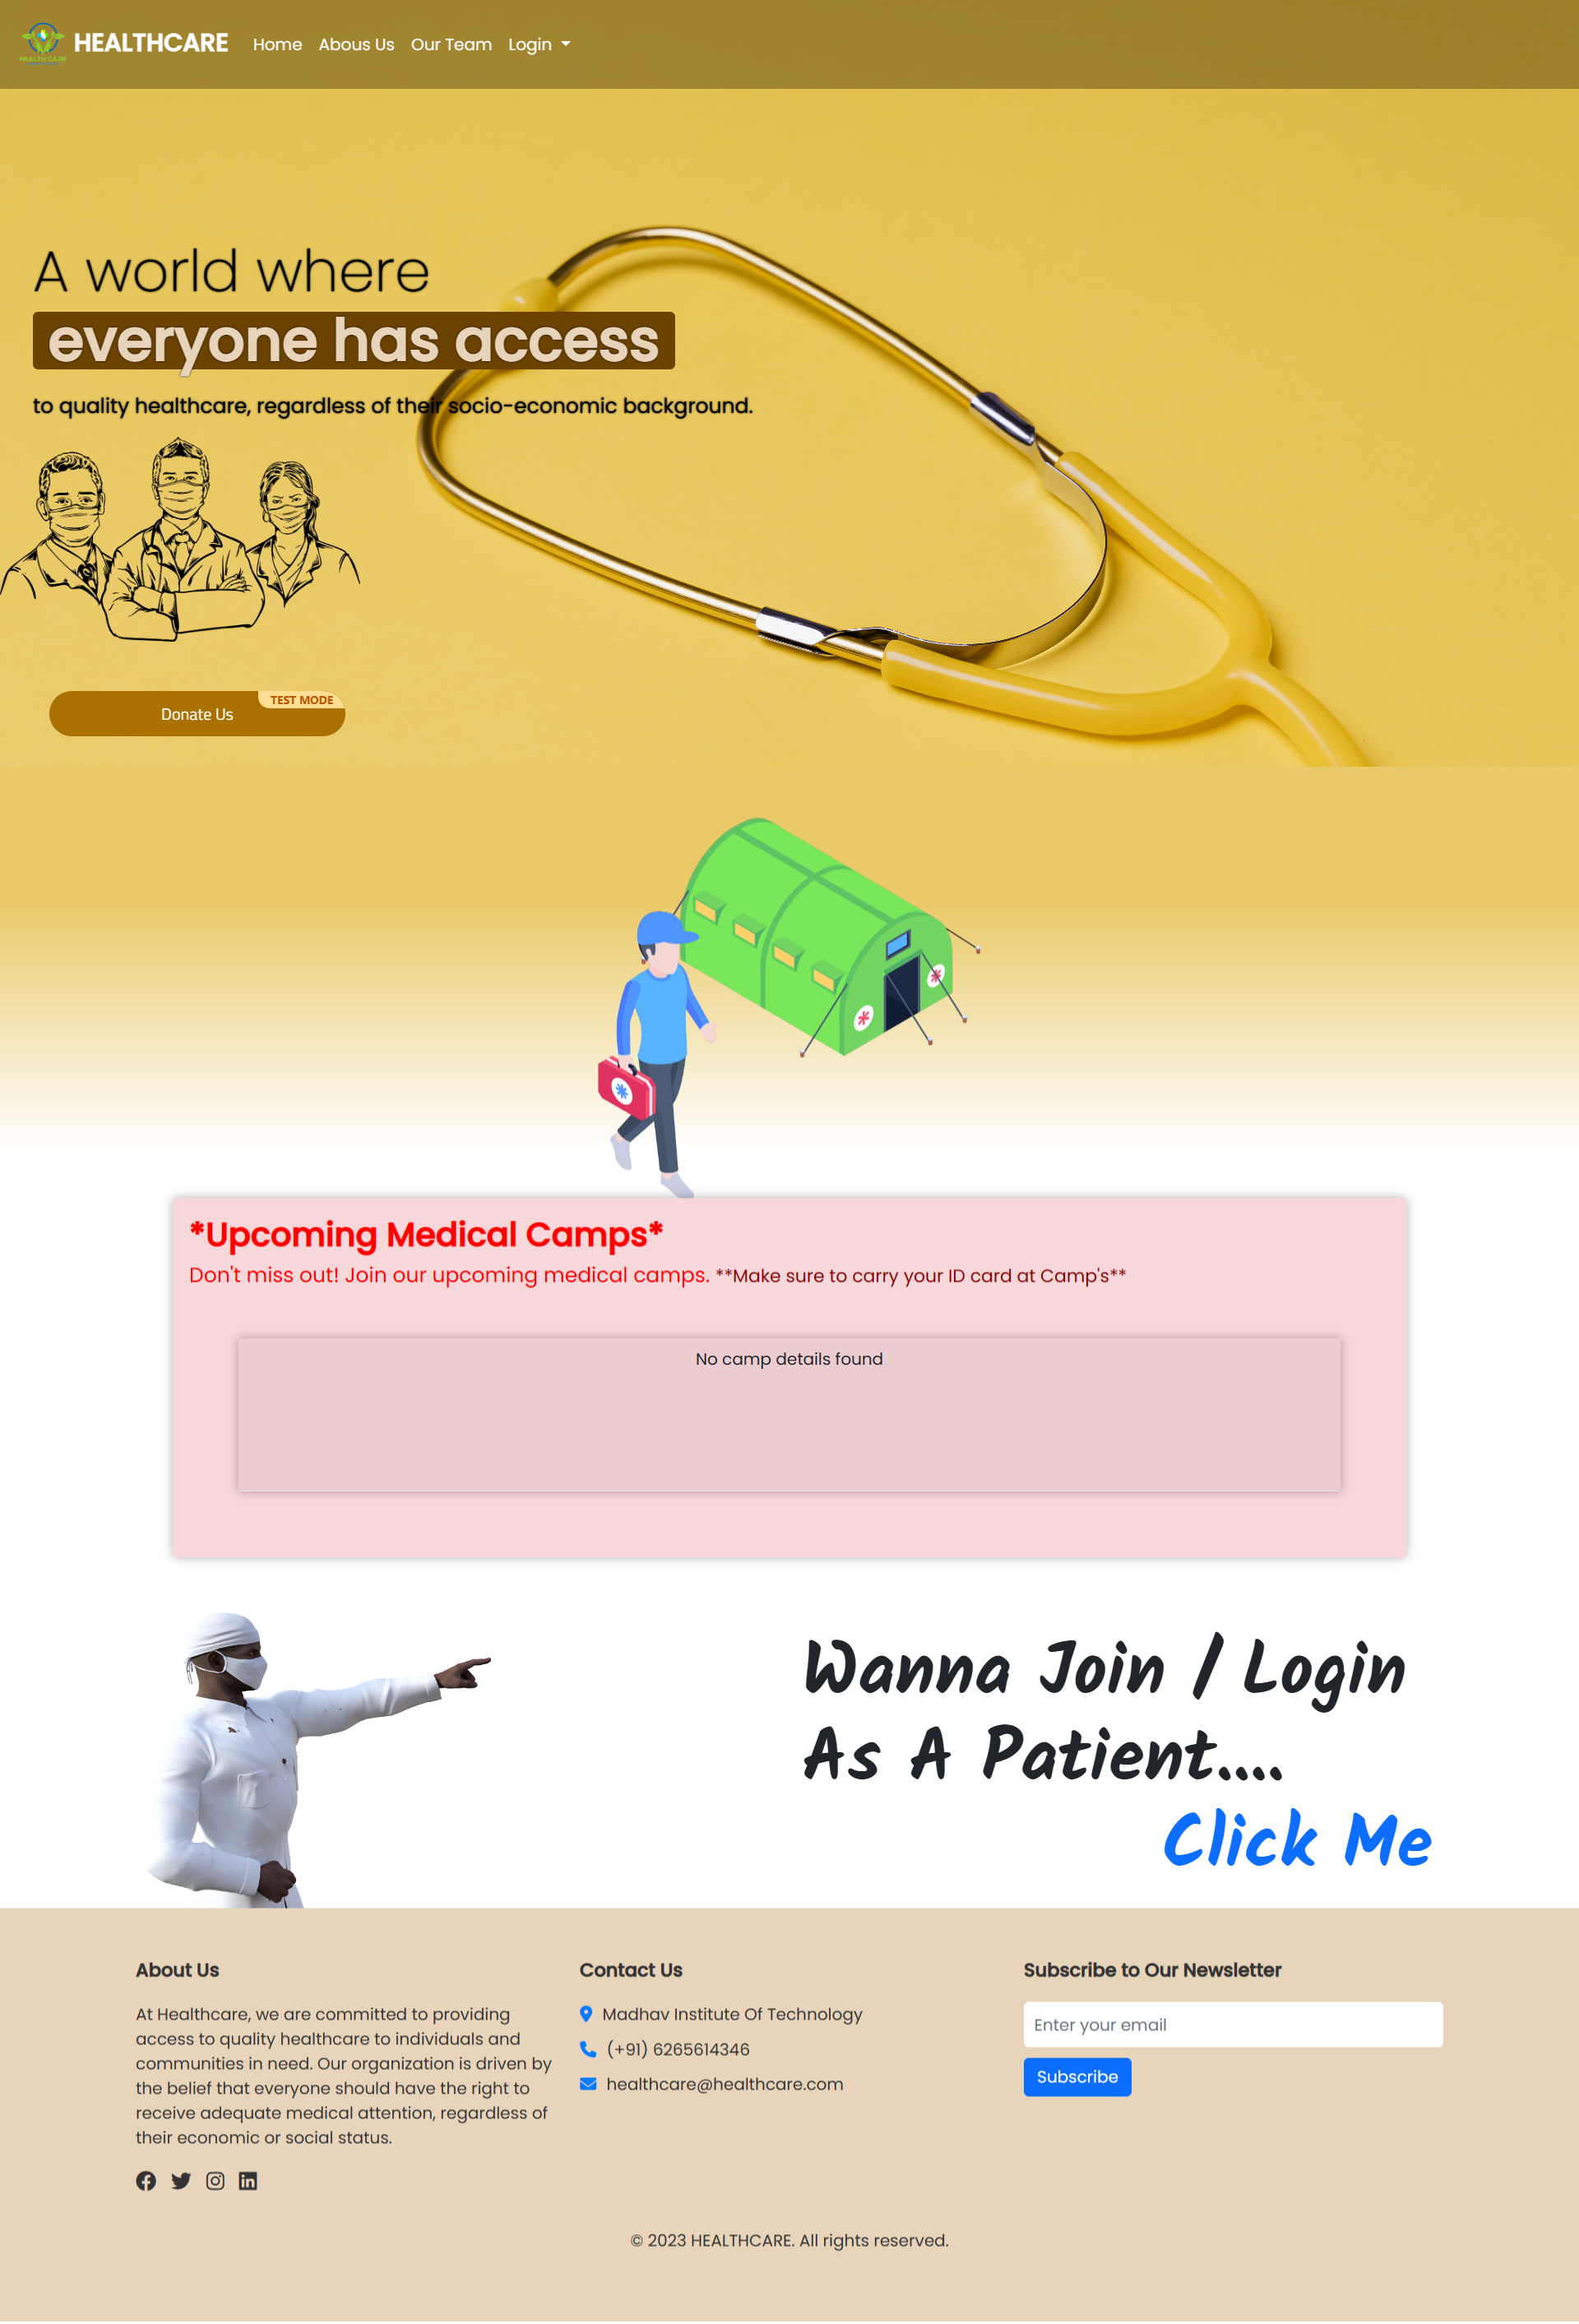 HEALTH CARE
HEALTHCARE
Home
Abous Us
Our Team
Login
A world where
everyone has access
to quality healthcare, regardless of their socio-economic background.
TEST MODE
Donate Us
*Upcoming Medical Camps*
Don't miss out! Join our upcoming medical camps. **Make sure to carry your ID card at Camp's**
No camp details found
Wanna Join / Login
As A Patient....
Click Me
About Us
At Healthcare, we are committed to providing
access to quality healthcare to individuals and
communities in need. Our organization is driven by
the belief that everyone should have the right to
receive adequate medical attention, regardless of
their economic or social status.
Contact Us
Madhav Institute Of Technology
(+91) 6265614346
healthcare@healthcare.com
Subscribe to Our Newsletter
Enter your email
Subscribe
© 2023 HEALTHCARE. All rights reserved.